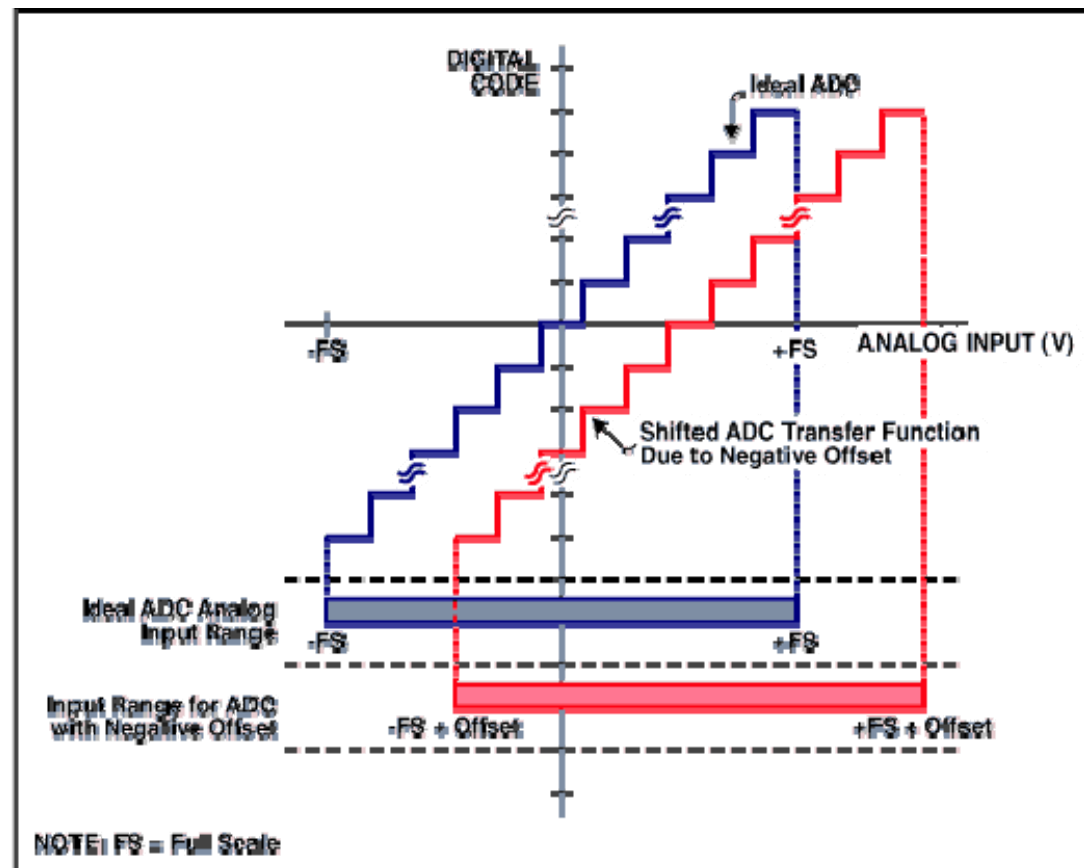 DIGITAL
CODE
Ideal ADC
-FS
+FS
ANALOG INPUT (V)
Shifted ADC Transfer Function
Due to Negative Offset
Ideal ADC Analog
Input Range
-FS
+FS
Input Range for ADC
with Negative Offset
-FS + Offset
+FS + Offset
NOTE: FS = Full Scale